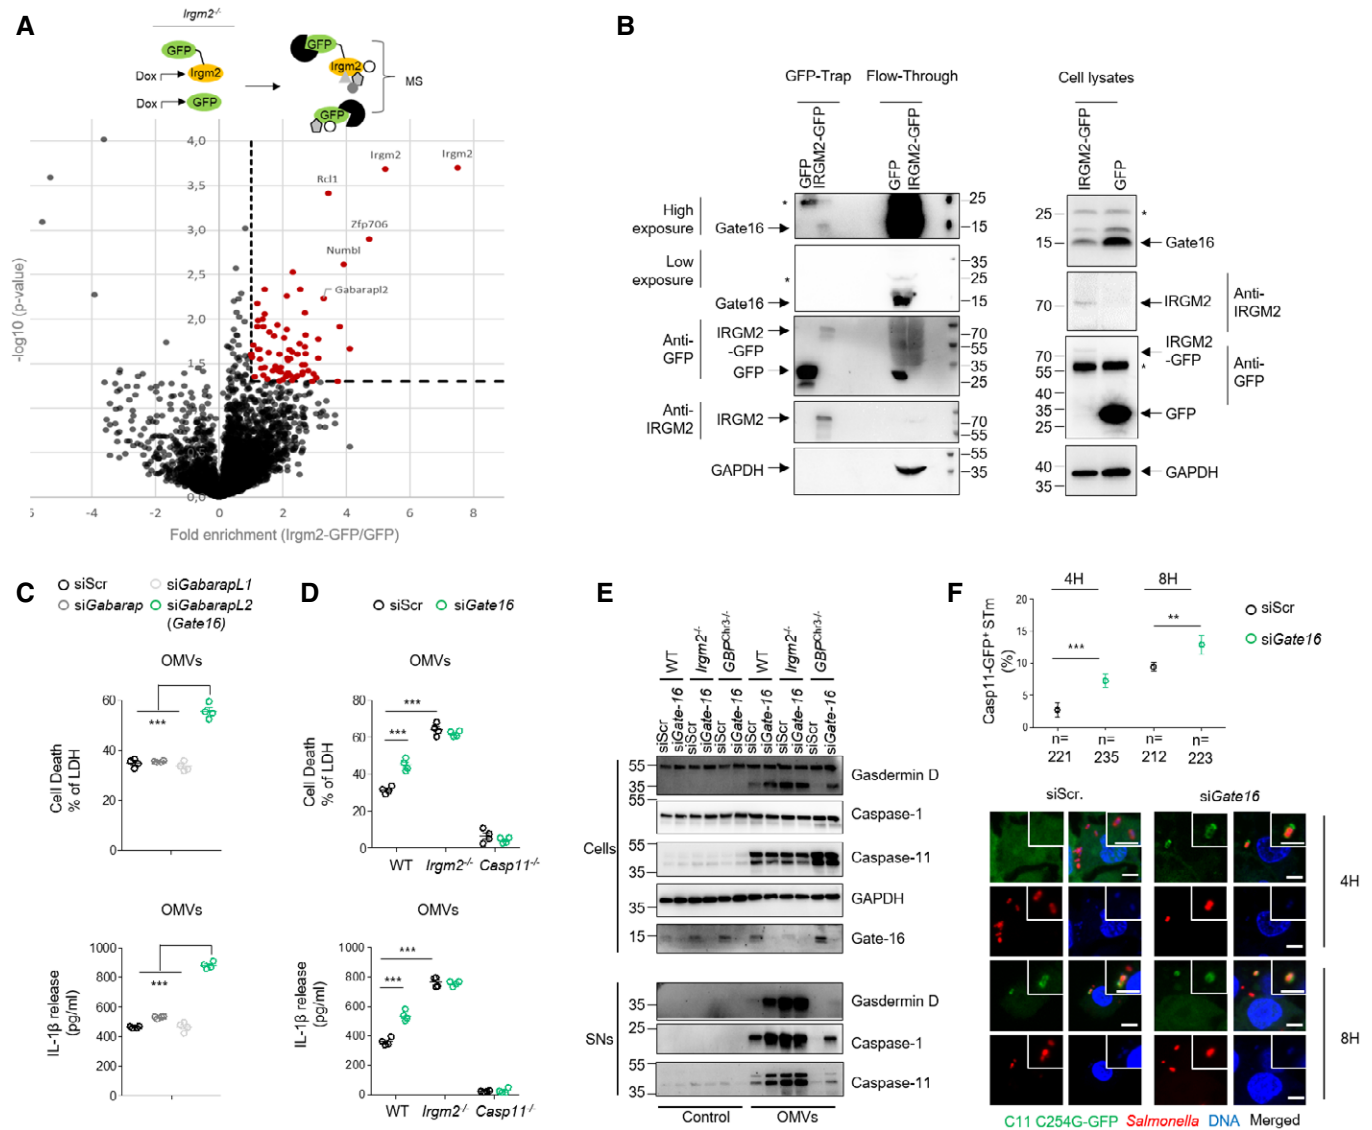 A
Irgm2-/-
GFP
Dox
Irgm2
Dox
GFP
GFP
Irgm2
GFP
MS
4,0
3,5
3,0
2,5
2,0
1,5
0,0
-log10 (p-value)
Irgm2
Irgm2
Rcl1
Zfp706
Numbl
Gabarapl2
-4
-2
0
2
4
6
8
Fold enrichment (Irgm2-GFP/GFP)
B
GFP-Trap
Flow-Through
Cell lysates
GFP
IRGM2-GFP
GFP
IRGM2-GFP
IRGM2-GFP
GFP
High
exposure
*
Gate16
25
15
Low
exposure
*
Gate16
35
25
15
Anti-
GFP
IRGM2
-GFP
GFP
70
55
35
25
Anti-
IRGM2
IRGM2
70
55
GAPDH
55
35
25
15
*
Gate16
70
IRGM2
Anti-
IRGM2
70
55
40
35
25
IRGM2
-GFP
*
GFP
Anti-
GFP
40
35
GAPDH
C
siScr
siGabarapL1
siGabarap
siGabarapL2
(Gate16)
OMVs
Cell Death
% of LDH
60
40
20
0
***
OMVs
IL-1β release
(pg/ml)
1000
800
600
400
200
0
***
D
siScr
siGate16
OMVs
Cell Death
% of LDH
80
60
40
20
0
***
***
WT
Irgm2-/-
Casp11-/-
OMVs
IL-1β release
(pg/ml)
1000
800
600
400
200
0
***
***
WT
Irgm2-/-
Casp11-/-
E
WT
Irgm2-/-
GBPChr3-/-
WT
Irgm2-/-
GBPChr3-/-
siScr
siGate-16
siScr
siGate-16
siScr
siGate-16
siScr
siGate-16
siScr
siGate-16
siScr
siGate-16
Cells
55
35
Gasdermin D
55
Caspase-1
55
35
Caspase-11
35
GAPDH
15
Gate-16
SNs
35
Gasdermin D
25
Caspase-1
55
35
Caspase-11
Control
OMVs
F
4H
8H
Casp11-GFP+ STm
(%)
20
15
10
5
0
***
**
siScr
siGate16
n=
221
n=
235
n=
212
n=
223
siScr.
siGate16
4H
8H
C11 C254G-GFP Salmonella DNA Merged